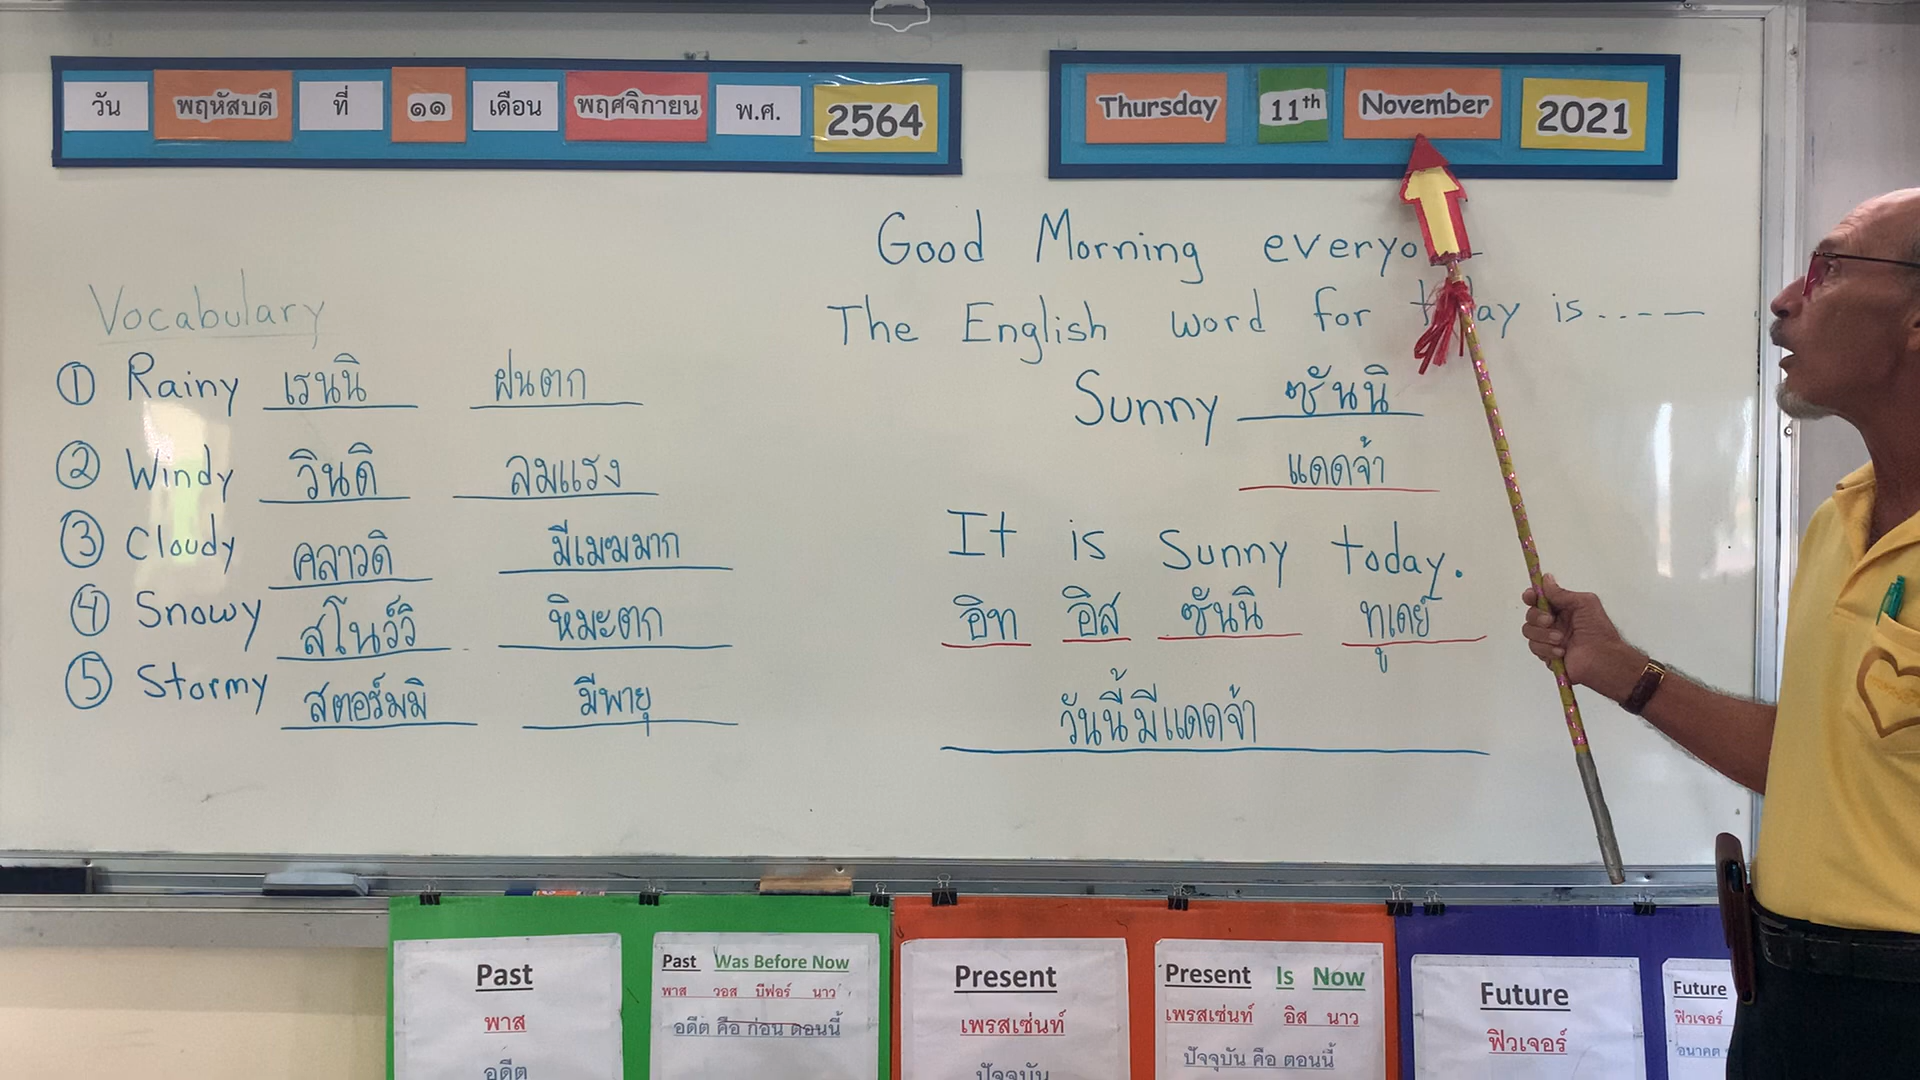 วัน พฤหัสบดี ที่ ๑๑ เดือน พฤศจิกายน พ.ศ. 2564
Thursday 11th November 2021
Good Morning
The English word for is....——
Sunny ซันนิ
แดดจ้า
It is Sunny today.
อิท อิส ซันนิ ทูเดย์
วันนี้มีแดดจ้า
Vocabulary
① Rainy เรนนิ ฝนตก
② Windy วินดิ ลมแรง
③ Cloudy คลาวดิ มีเมฆมาก
④ Snowy สโนว์วิ หิมะตก
⑤ Stormy สตอร์มมิ มีพายุ
Past
พาส
อดีต
Past Was Before Now
พาส วอส บีฟอร์ นาว
อดีต คือ ก่อน ตอนนี้
Present
เพรสเซ่นท์
ปัจจุบัน
Present Is Now
เพรสเซ่นท์ อิส นาว
ปัจจุบัน คือ ตอนนี้
Future
ฟิวเจอร์
Future
ฟิวเจอร์
อนาคต